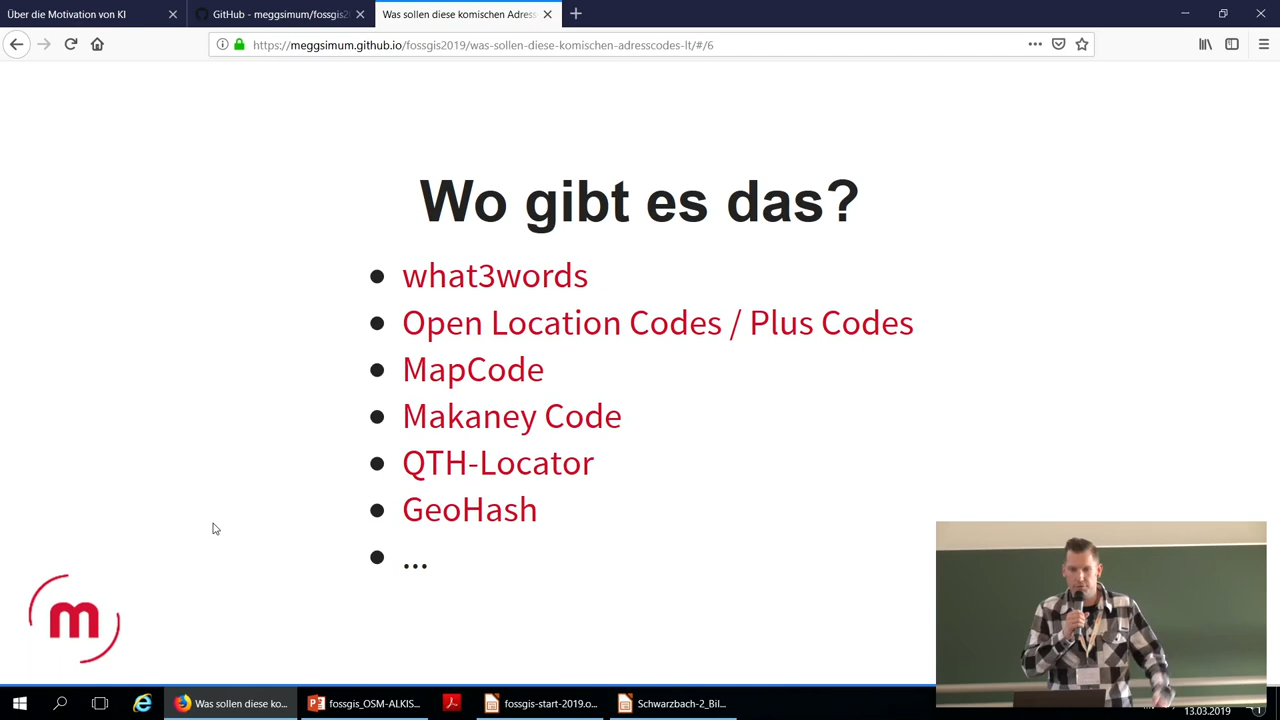 Über die Motivation von KI
GitHub - meggsimum/fossgis2
Was sollen diese komischen Adress
https://meggsimum.github.io/fossgis2019/was-sollen-diese-komischen-adresscodes-lt/#/6
Wo gibt es das?
what3words
Open Location Codes / Plus Codes
MapCode
Makaney Code
QTH-Locator
GeoHash
...
m
Was sollen diese ko...
fossgis_OSM-ALKIS...
fossgis-start-2019.o...
Schwarzbach-2_Bil...
13.03.2019